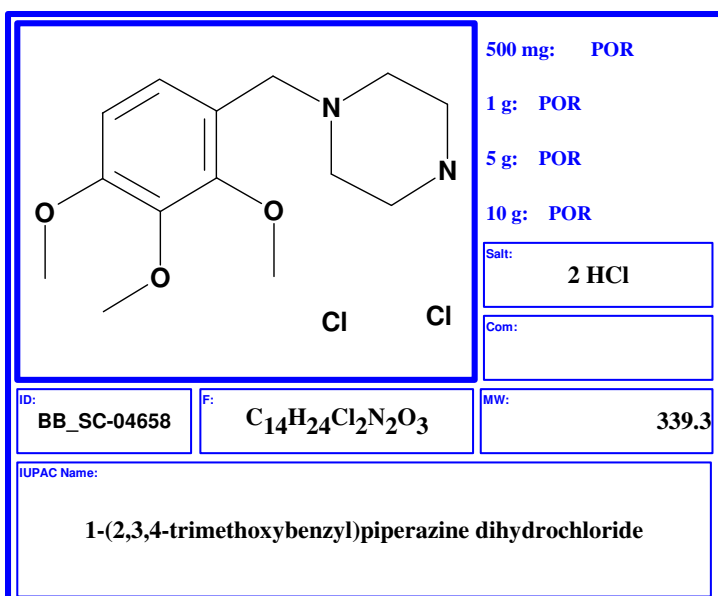 500 mg: POR
1 g: POR
5 g: POR
10 g: POR
N
N
O
O
O
Cl Cl
Salt:
2 HCl
Com:
ID:
BB_SC-04658
F:
C14H24Cl2N2O3
MW:
339.3
IUPAC Name:
1-(2,3,4-trimethoxybenzyl)piperazine dihydrochloride